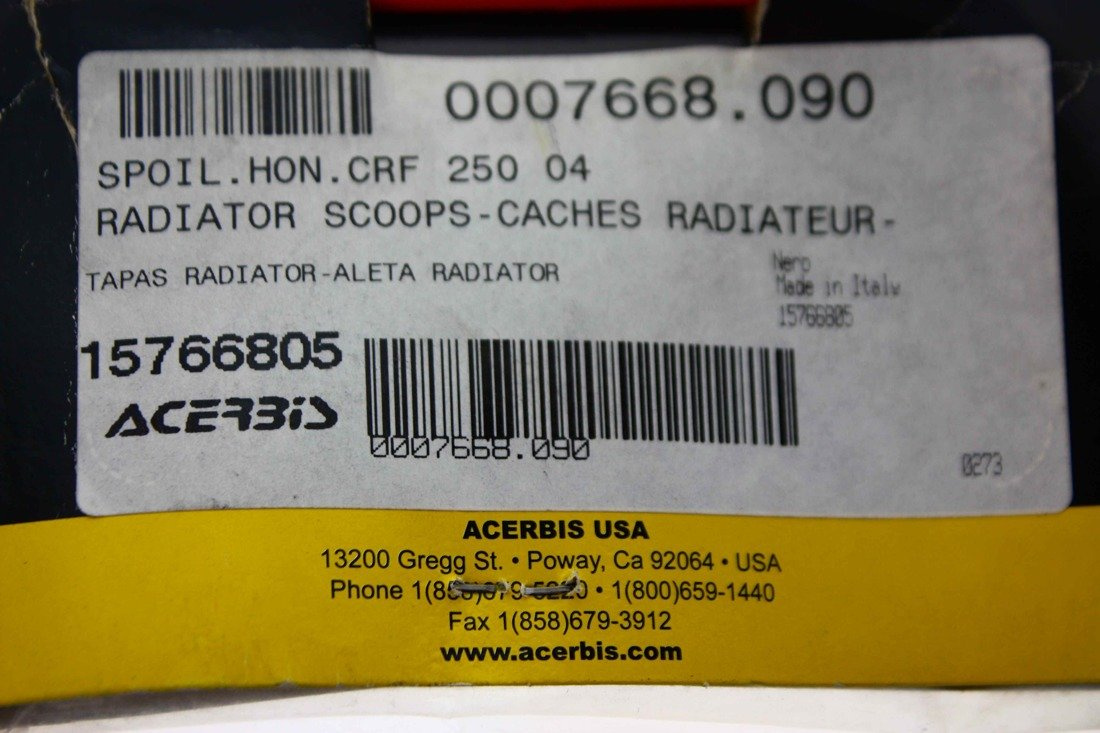 0007668.090
SPOIL.HON.CRF 250 04
RADIATOR SCOOPS-CACHES RADIATEUR-
TAPAS RADIATOR-ALETA RADIATOR
Nero
Made in Italy
15766805
15766805
ACERBIS
0007668.090
0273
ACERBIS USA
13200 Gregg St. • Poway, Ca 92064 • USA
Phone • 1(800)659-1440
Fax 1(858)679-3912
www.acerbis.com